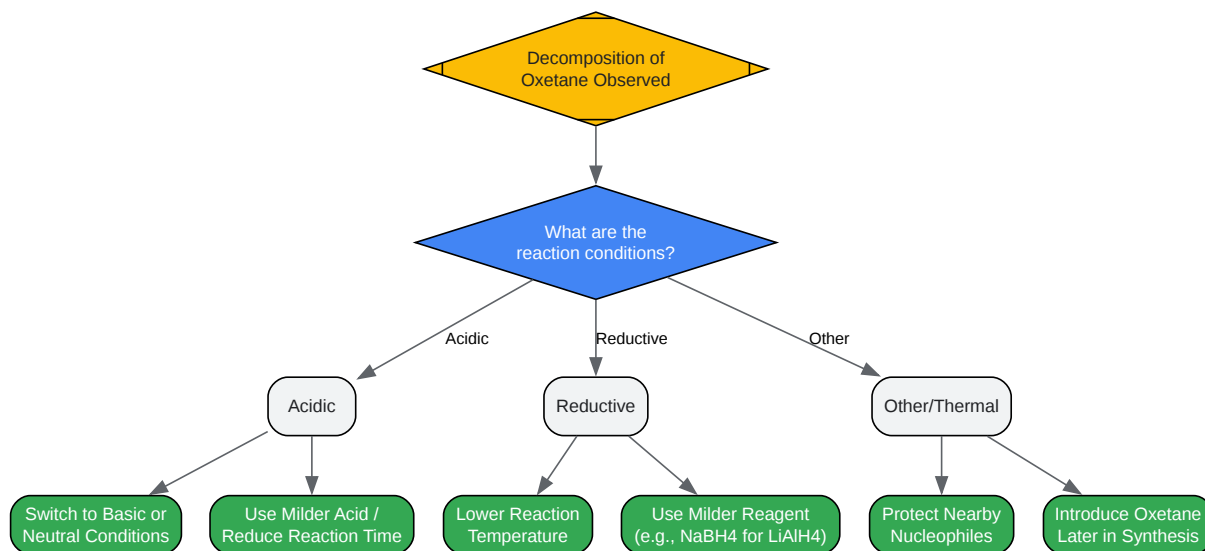 Decomposition of
Oxetane Observed
What are the
reaction conditions?
Acidic
Reductive
Other
Acidic
Reductive
Other/Thermal
Switch to Basic or
Neutral Conditions
Use Milder Acid /
Reduce Reaction Time
Lower Reaction
Temperature
Use Milder Reagent
(e.g., NaBH4 for LiAlH4)
Protect Nearby
Nucleophiles
Introduce Oxetane
Later in Synthesis